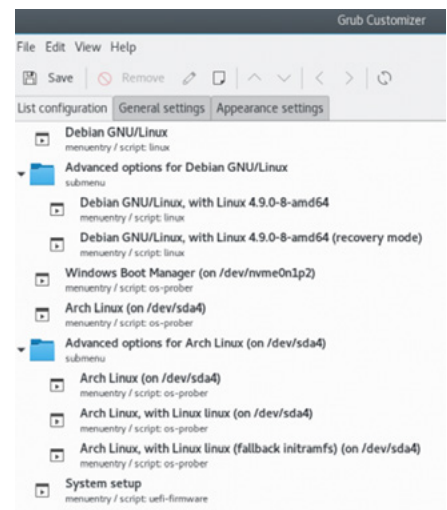 Grub Customizer
File Edit View Help
Save Remove
List configuration General settings Appearance settings
Debian GNU/Linux
menuentry / script: linux
Advanced options for Debian GNU/Linux
submenu
Debian GNU/Linux, with Linux 4.9.0-8-amd64
menuentry / script: linux
Debian GNU/Linux, with Linux 4.9.0-8-amd64 (recovery mode)
menuentry / script: linux
Windows Boot Manager (on /dev/nvme0n1p2)
menuentry / script: os-prober
Arch Linux (on /dev/sda4)
menuentry / script: os-prober
Advanced options for Arch Linux (on /dev/sda4)
submenu
Arch Linux (on /dev/sda4)
menuentry / script: os-prober
Arch Linux, with Linux linux (on /dev/sda4)
menuentry / script: os-prober
Arch Linux, with Linux linux (fallback initramfs) (on /dev/sda4)
menuentry / script: os-prober
System setup
menuentry / script: uefi-firmware